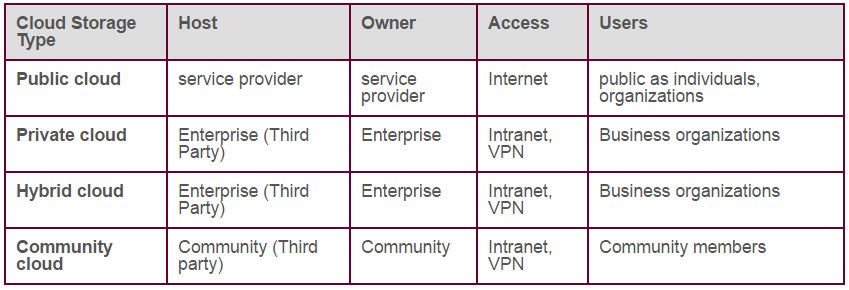 Cloud Storage Type Host Owner Access Users
Public cloud service provider service provider Internet public as individuals, organizations
Private cloud Enterprise (Third Party) Enterprise Intranet, VPN Business organizations
Hybrid cloud Enterprise (Third Party) Enterprise Intranet, VPN Business organizations
Community cloud Community (Third party) Community Intranet, VPN Community members